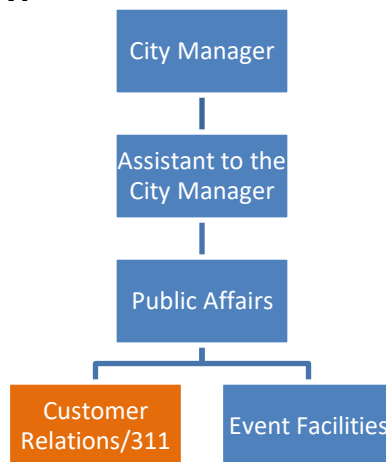 City Manager
Assistant to the
City Manager
Public Affairs
Customer
Relations/311
Event Facilities